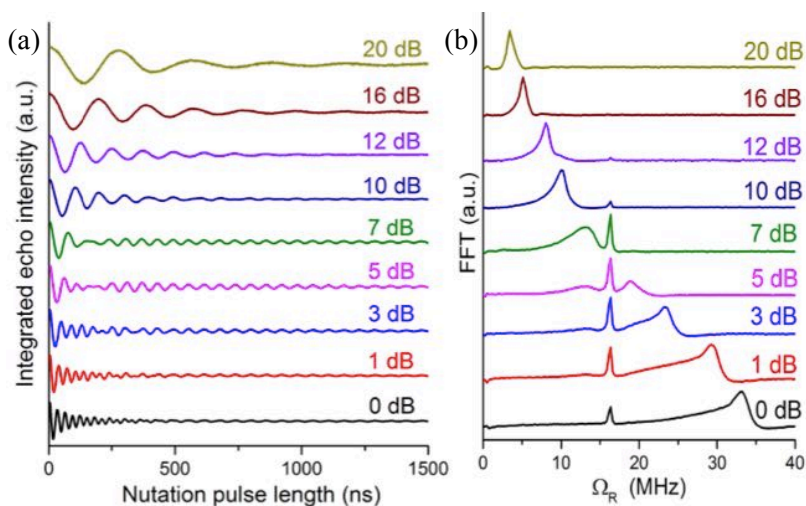 (a)
Integrated echo intensity (a.u.)
20 dB
16 dB
12 dB
10 dB
7 dB
5 dB
3 dB
1 dB
0 dB
0 500 1000 1500
Nutation pulse length (ns)
(b)
FFT (a.u.)
20 dB
16 dB
12 dB
10 dB
7 dB
5 dB
3 dB
1 dB
0 dB
0 10 20 30 40
Ω_R (MHz)